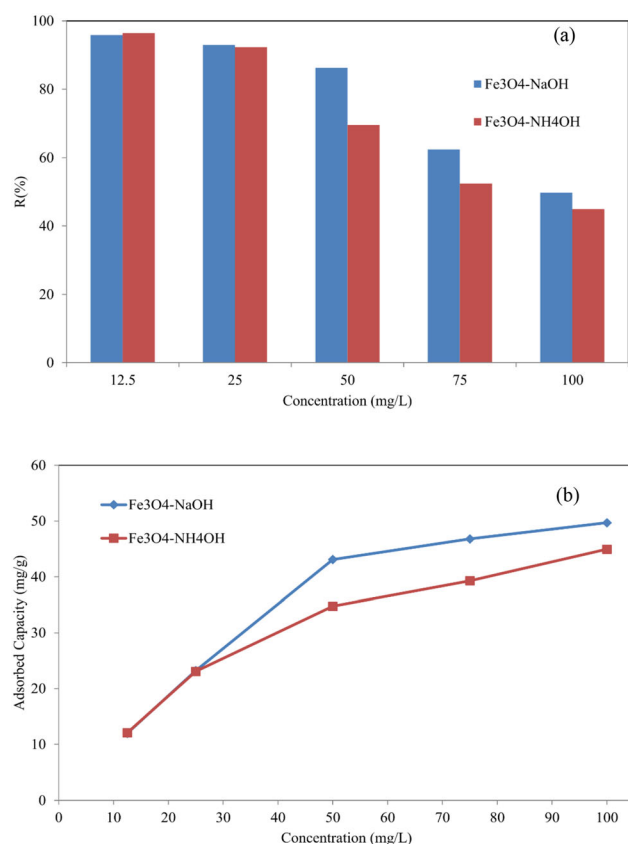 100
(a)
80
Fe3O4-NaOH
60
Fe3O4-NH4OH
R(%)
40
20
0
12.5 25 50 75 100
Concentration (mg/L)
60
(b)
50
Fe3O4-NaOH
Fe3O4-NH4OH
40
Adsorbed Capacity (mg/g)
30
20
10
0
0 10 20 30 40 50 60 70 80 90 100
Concentration (mg/L)